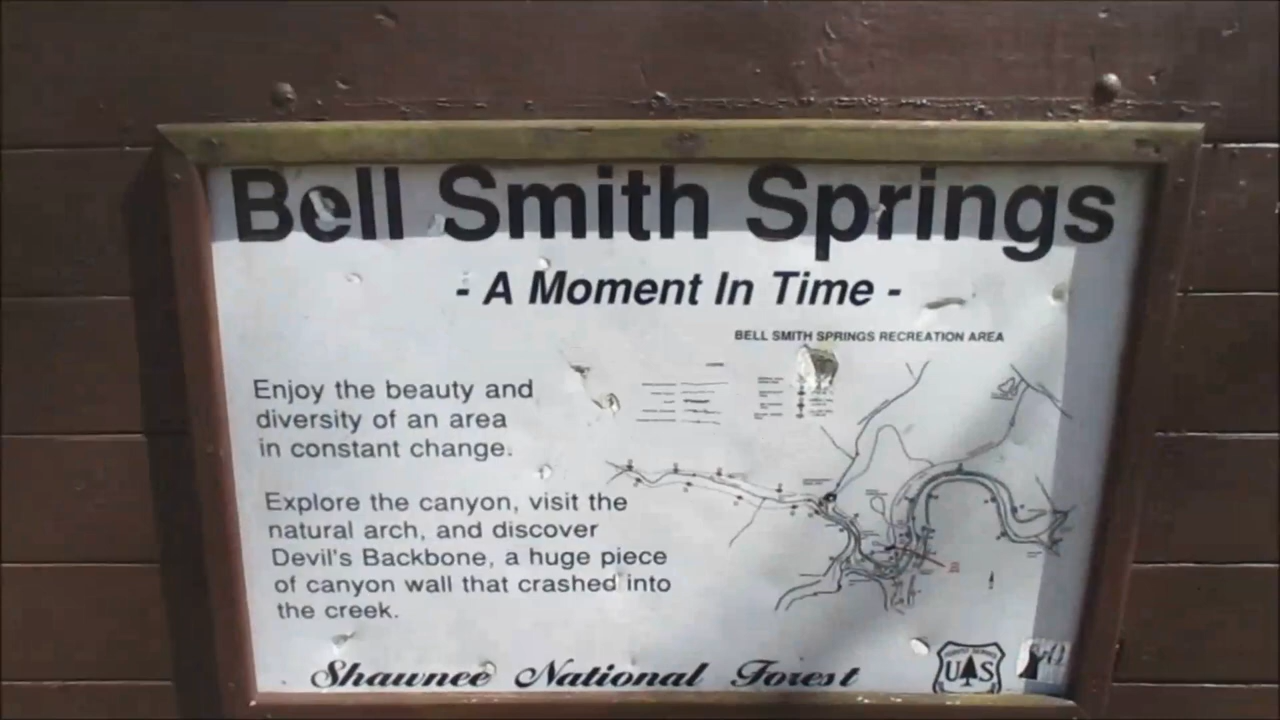 Bell Smith Springs
- A Moment In Time -
BELL SMITH SPRINGS RECREATION AREA
Enjoy the beauty and
diversity of an area
in constant change.
Explore the canyon, visit the
natural arch, and discover
Devil's Backbone, a huge piece
of canyon wall that crashed into
the creek.
Shawnee National Forest
US